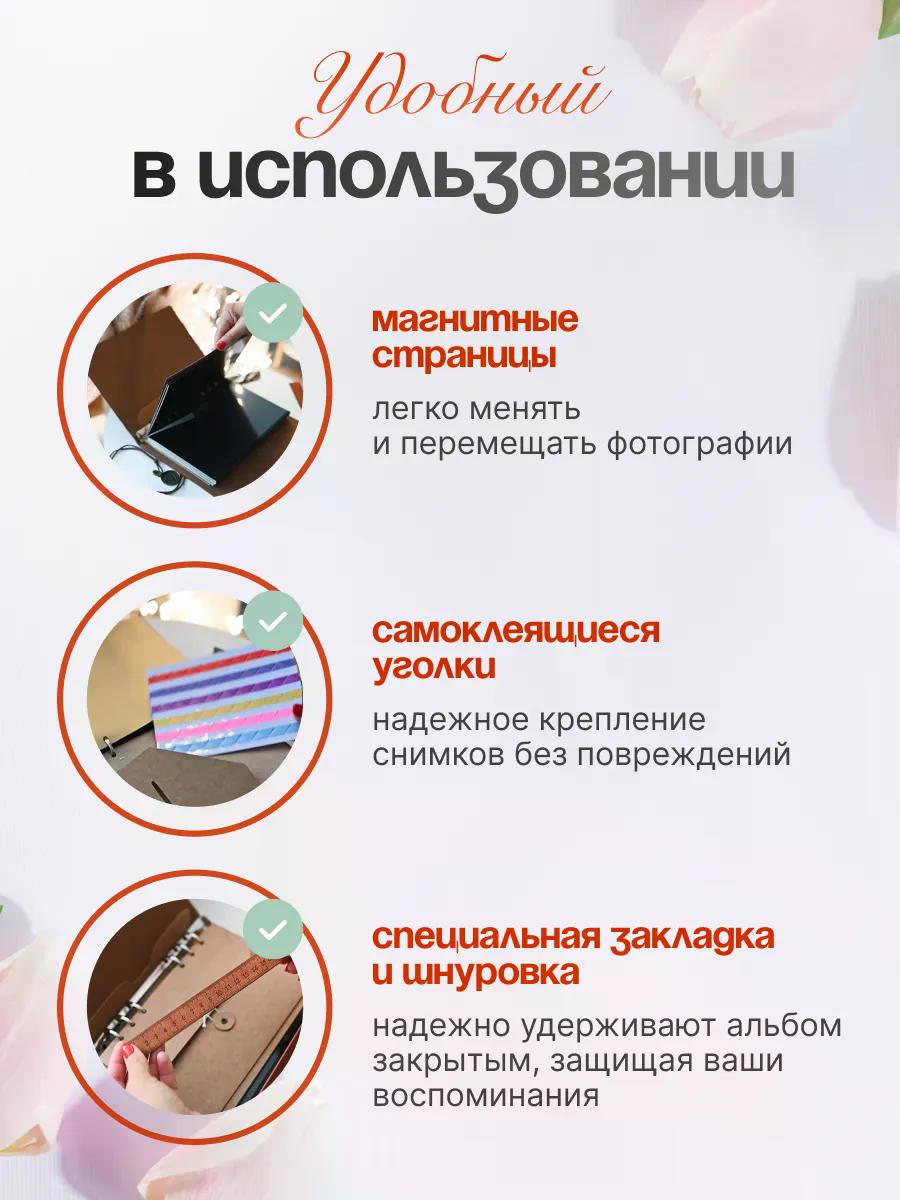 Удобный
в использовании
магнитные
страницы
легко менять
и перемещать фотографии
самоклеящиеся
уголки
надежное крепление
снимков без повреждений
специальная закладка
и шнуровка
надежно удерживают альбом
закрытым, защищая ваши
воспоминания